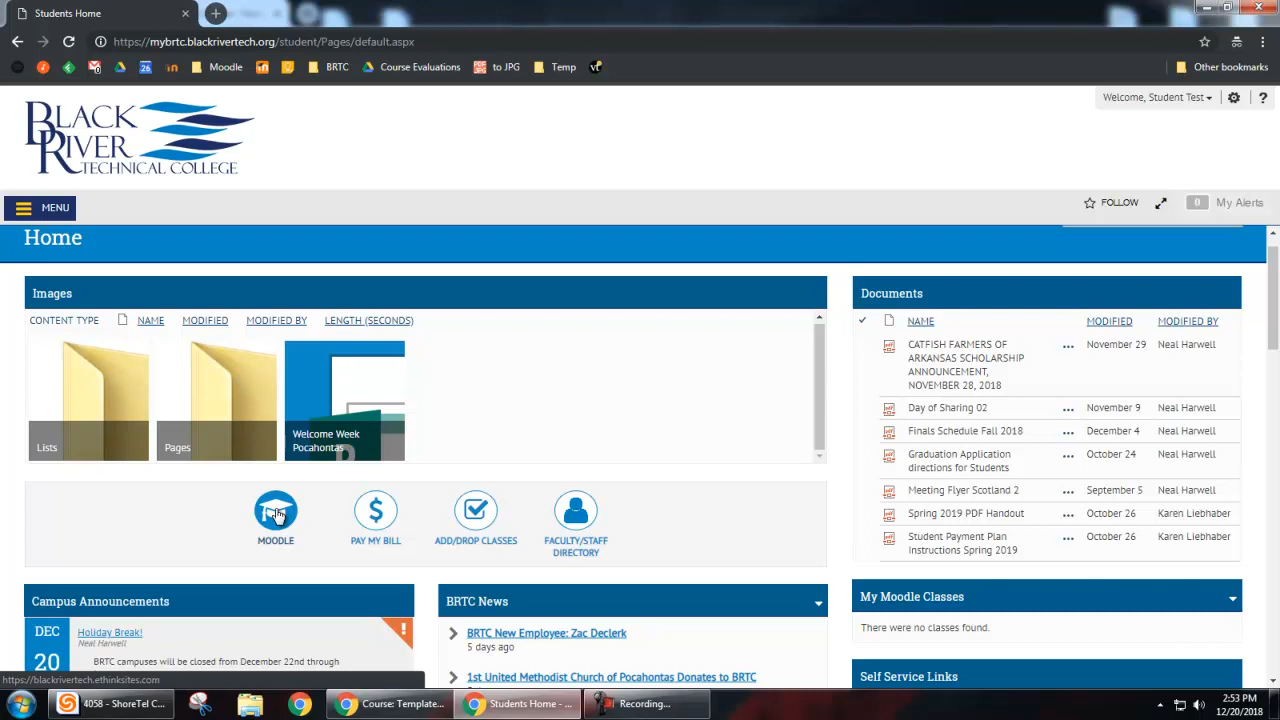 Students Home
https://mybrtc.blackrivertech.org/student/Pages/default.aspx
Moodle
BRTC
Course Evaluations
to JPG
Temp
Other bookmarks
BLACK
RIVER
TECHNICAL COLLEGE
Welcome, Student Test
?
MENU
FOLLOW
0 My Alerts
Home
Images
CONTENT TYPE NAME MODIFIED MODIFIED BY LENGTH (SECONDS)
Lists
Pages
Welcome Week
Pocahontas
MOODLE
PAY MY BILL
ADD/DROP CLASSES
FACULTY/STAFF
DIRECTORY
Documents
NAME MODIFIED MODIFIED BY
CATFISH FARMERS OF
ARKANSAS SCHOLARSHIP
ANNOUNCEMENT,
NOVEMBER 28, 2018
... November 29 Neal Harwell
Day of Sharing 02 ... November 9 Neal Harwell
Finals Schedule Fall 2018 ... December 4 Neal Harwell
Graduation Application
directions for Students
... October 24 Neal Harwell
Meeting Flyer Scotland 2 ... September 5 Neal Harwell
Spring 2019 PDF Handout ... October 26 Karen Liebhaber
Student Payment Plan
Instructions Spring 2019
... October 26 Karen Liebhaber
Campus Announcements
DEC
20
Holiday Break!
Neal Harwell
BRTC campuses will be closed from December 22nd through
!
BRTC News
BRTC New Employee: Zac Declerk
5 days ago
1st United Methodist Church of Pocahontas Donates to BRTC
My Moodle Classes
There were no classes found.
Self Service Links
https://blackrivertech.ethinksites.com
4058 - ShoreTel C...
Course: Template...
Students Home - ...
Recording...
2:53 PM
12/20/2018